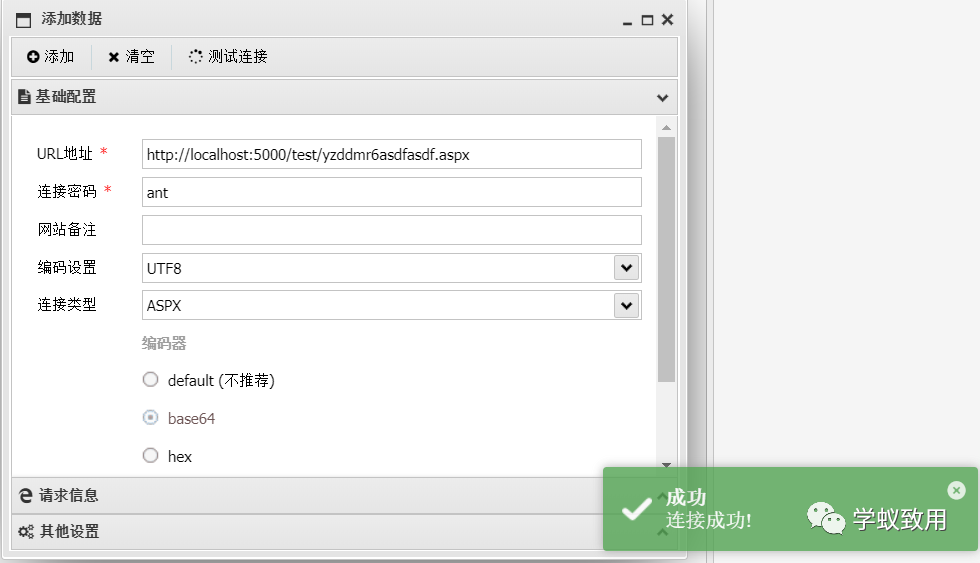 添加数据
添加 清空 测试连接
基础配置
URL地址 * http://localhost:5000/test/yzddmr6asdfasdf.aspx
连接密码 * ant
网站备注
编码设置 UTF8
连接类型 ASPX
编码器
default (不推荐)
base64
hex
请求信息
其他设置
成功
连接成功!
学蚁致用